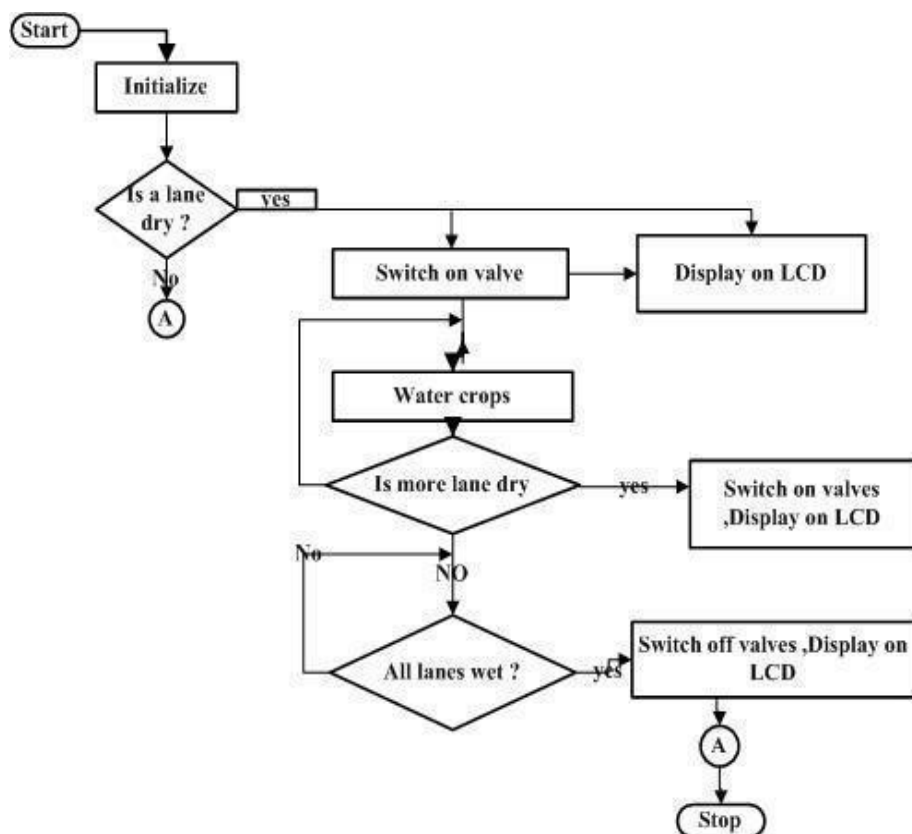 Start
Initialize
Is a lane
dry ?
yes
No
A
Switch on valve
Display on LCD
Water crops
Is more lane dry
yes
Switch on valves
,Display on LCD
No
NO
All lanes wet ?
yes
Switch off valves ,Display on
LCD
A
Stop